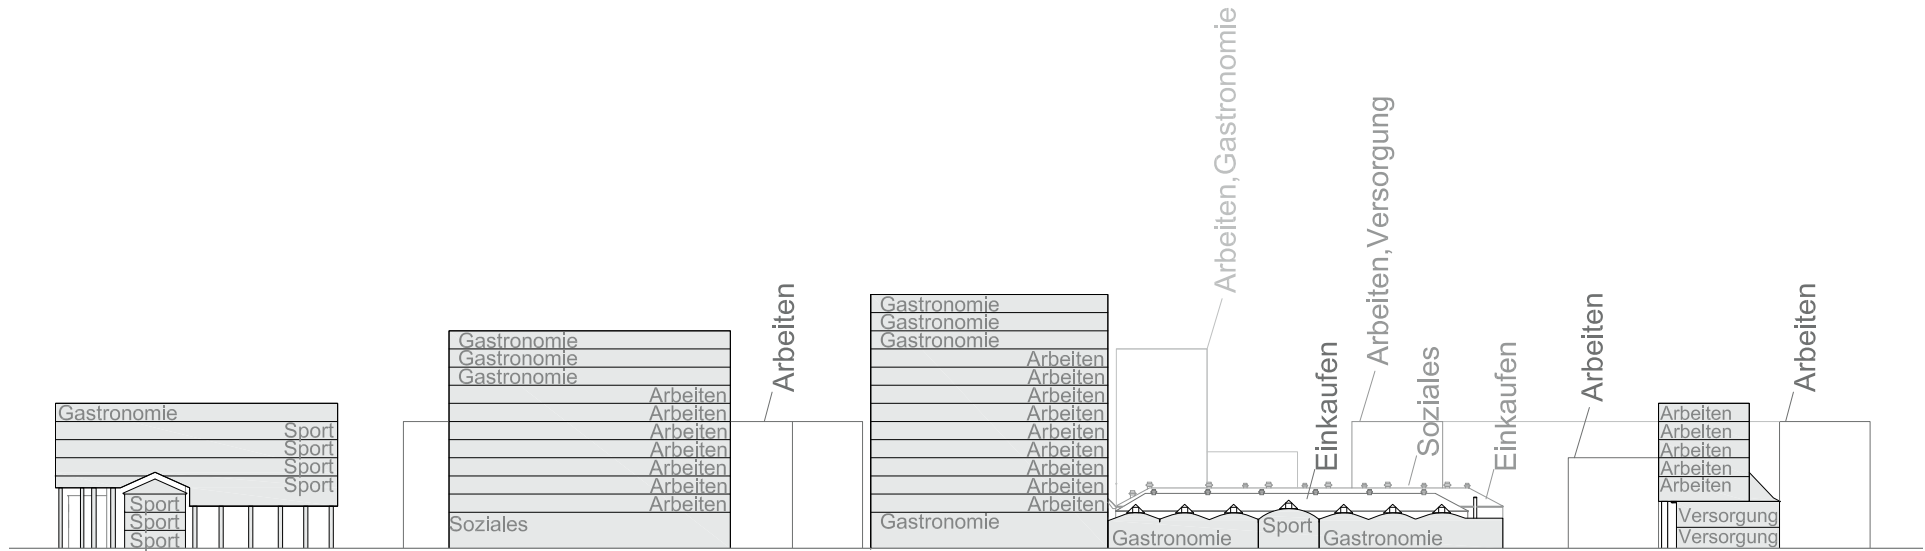 Gastronomie
Sport
Sport
Sport
Sport
Sport
Sport
Sport
Gastronomie
Gastronomie
Gastronomie
Arbeiten
Arbeiten
Arbeiten
Arbeiten
Arbeiten
Arbeiten
Arbeiten
Soziales
Arbeiten
Gastronomie
Gastronomie
Gastronomie
Arbeiten
Arbeiten
Arbeiten
Arbeiten
Arbeiten
Arbeiten
Arbeiten
Arbeiten
Arbeiten
Gastronomie
Arbeiten,Gastronomie
Einkaufen
Arbeiten,Versorgung
Soziales
Einkaufen
Gastronomie
Sport
Gastronomie
Arbeiten
Arbeiten
Arbeiten
Arbeiten
Arbeiten
Arbeiten
Versorgung
Versorgung
Arbeiten